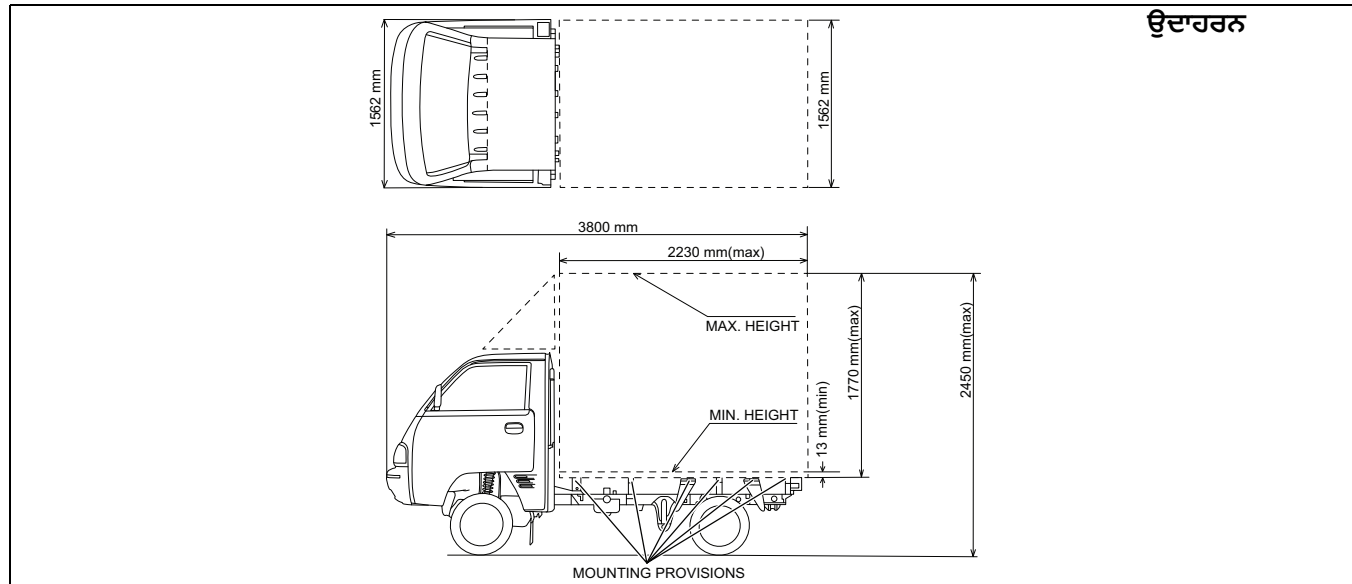 ਉਦਾਹਰਨ
1562 mm
1562 mm
3800 mm
2230 mm(max)
MAX. HEIGHT
1770 mm(max)
2450 mm(max)
MIN. HEIGHT
13 mm(min)
MOUNTING PROVISIONS